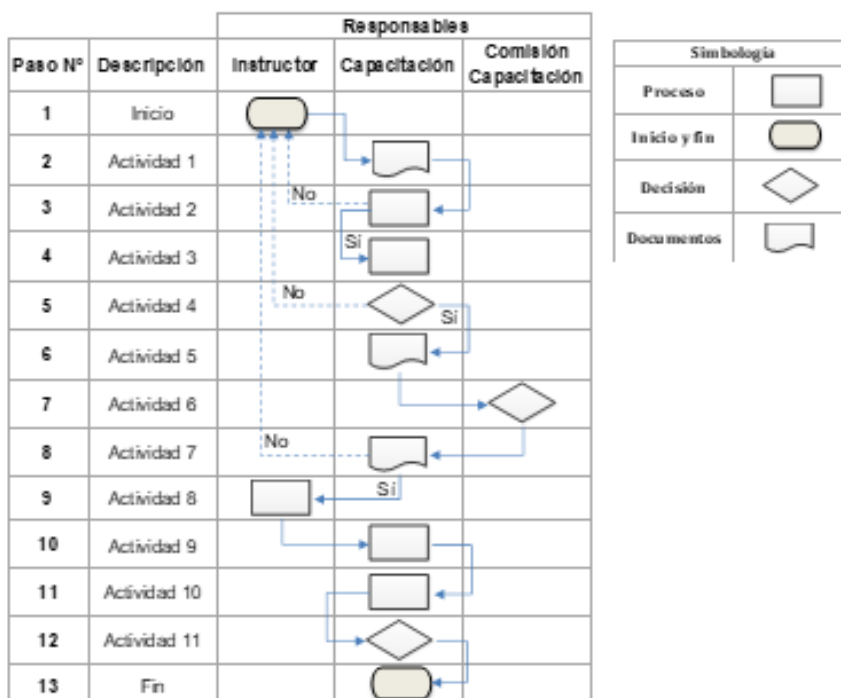 Responsables
Paso Nº Descripción Instructor Capacitación Comisión Capacitación
1 Inicio
2 Actividad 1
No
3 Actividad 2
Sí
4 Actividad 3
No
5 Actividad 4
Sí
6 Actividad 5
7 Actividad 6
No
8 Actividad 7
Sí
9 Actividad 8
10 Actividad 9
11 Actividad 10
12 Actividad 11
13 Fin
Simbología
Proceso
Inicio y fin
Decisión
Documentos